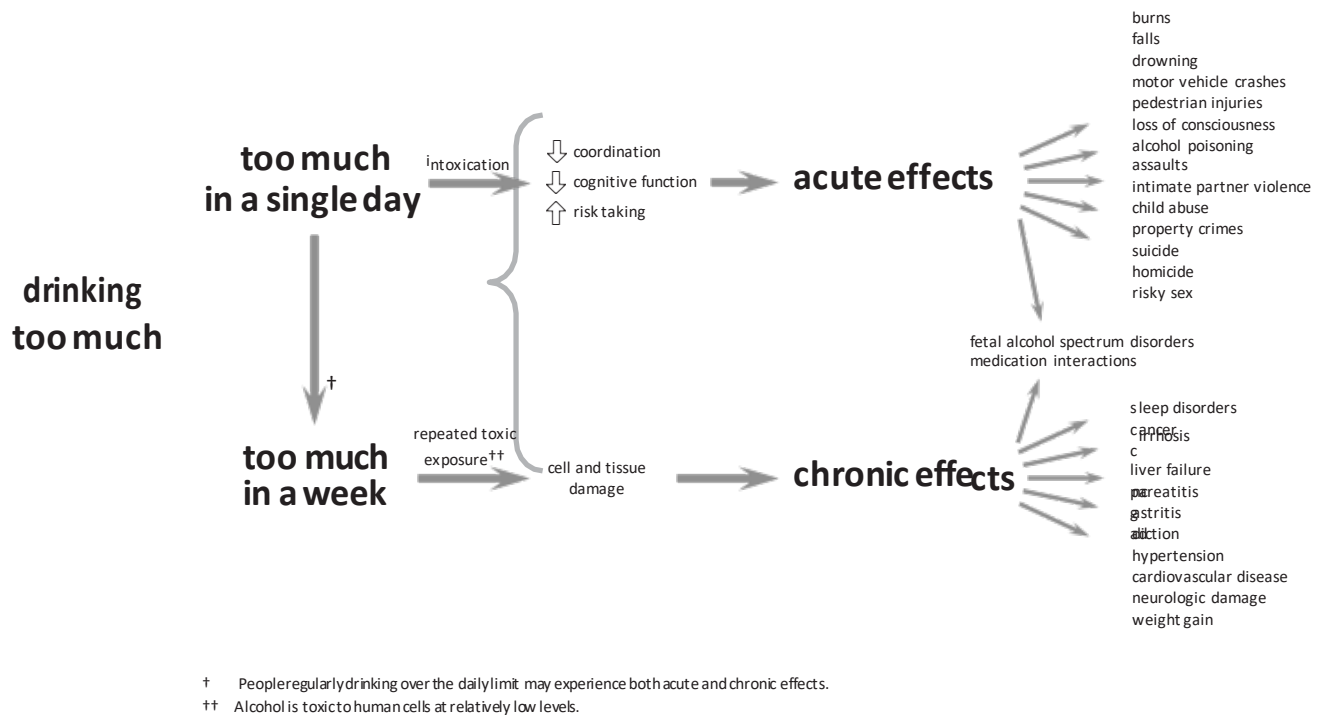 drinking
too much
too much
in a single day
intoxication
coordination
cognitive function
risk taking
acute effects
burns
falls
drowning
motor vehicle crashes
pedestrian injuries
loss of consciousness
alcohol poisoning
assaults
intimate partner violence
child abuse
property crimes
suicide
homicide
risky sex
fetal alcohol spectrum disorders
medication interactions
†
too much
in a week
repeated toxic
exposure††
cell and tissue
damage
chronic effects
sleep disorders
cancer
liver failure
gastritis
hypertension
cardiovascular disease
neurologic damage
weight gain
† People regularly drinking over the daily limit may experience both acute and chronic effects.
†† Alcohol is toxic to human cells at relatively low levels.